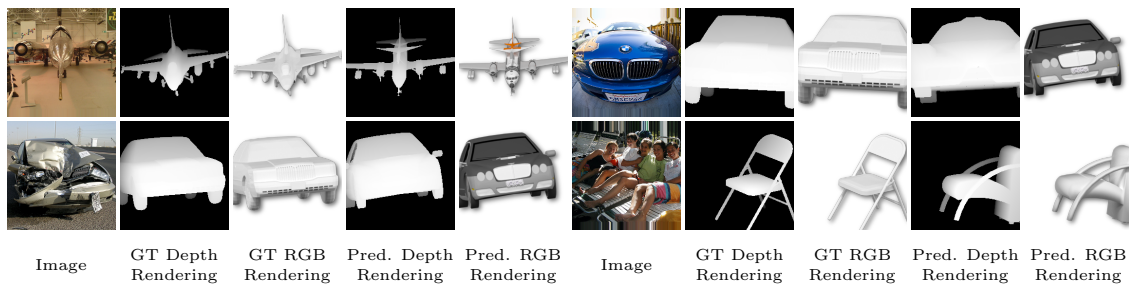 Image
GT Depth
Rendering
GT RGB
Rendering
Pred. Depth
Rendering
Pred. RGB
Rendering
Image
GT Depth
Rendering
GT RGB
Rendering
Pred. Depth
Rendering
Pred. RGB
Rendering